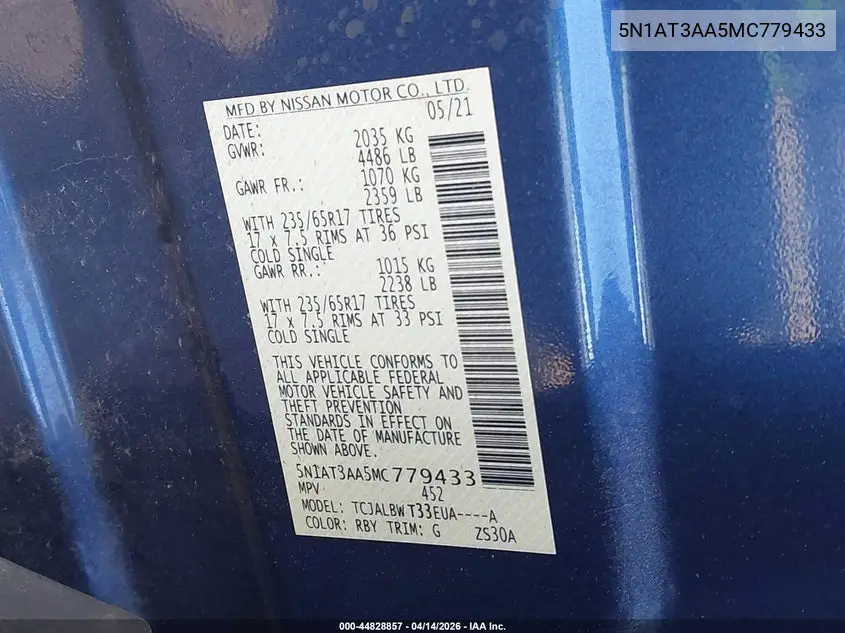 5N1AT3AA5MC779433
MFD BY NISSAN MOTOR CO., LTD.
DATE: 05/21
GVWR: 2035 KG
4486 LB
GAWR FR.: 1070 KG
2359 LB
WITH 235/65R17 TIRES
17 x 7.5 RIMS AT 36 PSI
COLD SINGLE
GAWR RR.: 1015 KG
2238 LB
WITH 235/65R17 TIRES
17 x 7.5 RIMS AT 33 PSI
COLD SINGLE
THIS VEHICLE CONFORMS TO
ALL APPLICABLE FEDERAL
MOTOR VEHICLE SAFETY AND
THEFT PREVENTION
STANDARDS IN EFFECT ON
THE DATE OF MANUFACTURE
SHOWN ABOVE.
5N1AT3AA5MC779433
MPV 452
MODEL: TCJALBWT33EUA----A
COLOR: RBY TRIM: G ZS30A
000-44828857 - 04/14/2026 - IAA Inc.